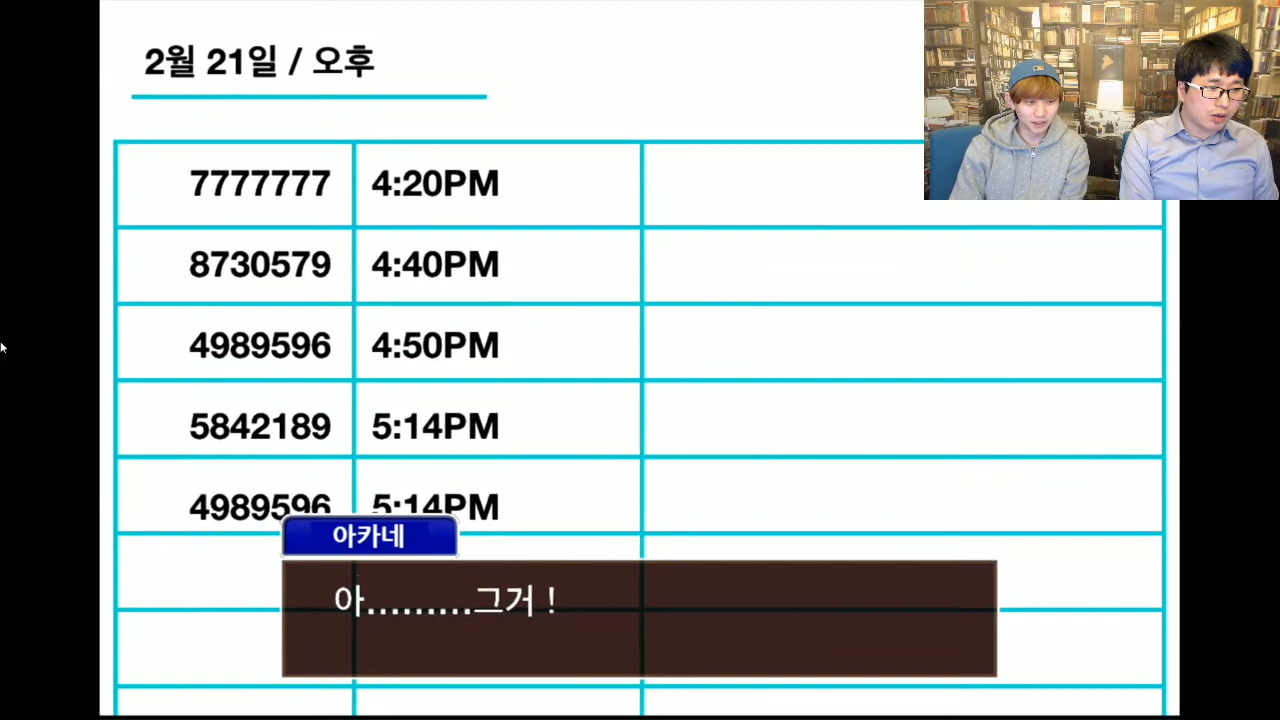 2월 21일 / 오후
7777777 4:20PM
8730579 4:40PM
4989596 4:50PM
5842189 5:14PM
4989596 5:14PM
아카네
아.........그거 !